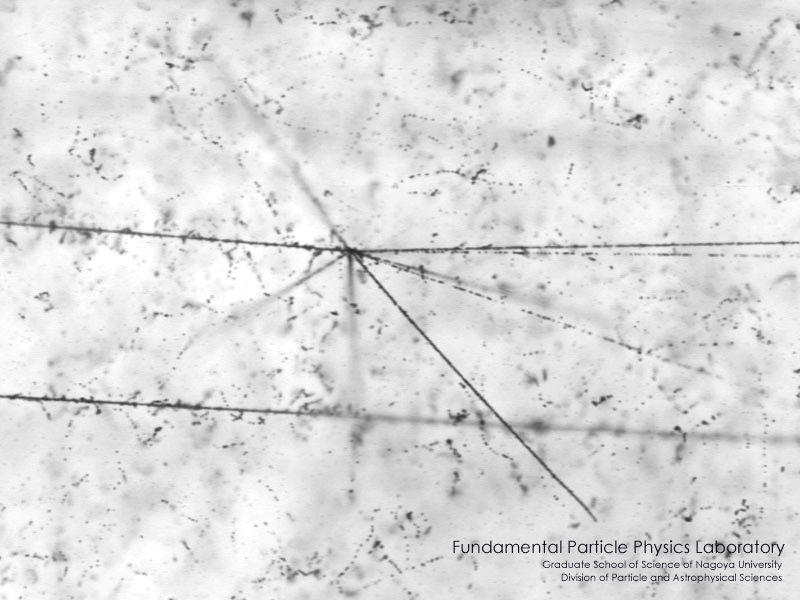 Fundamental Particle Physics Laboratory
Graduate School of Science of Nagoya University
Division of Particle and Astrophysical Sciences